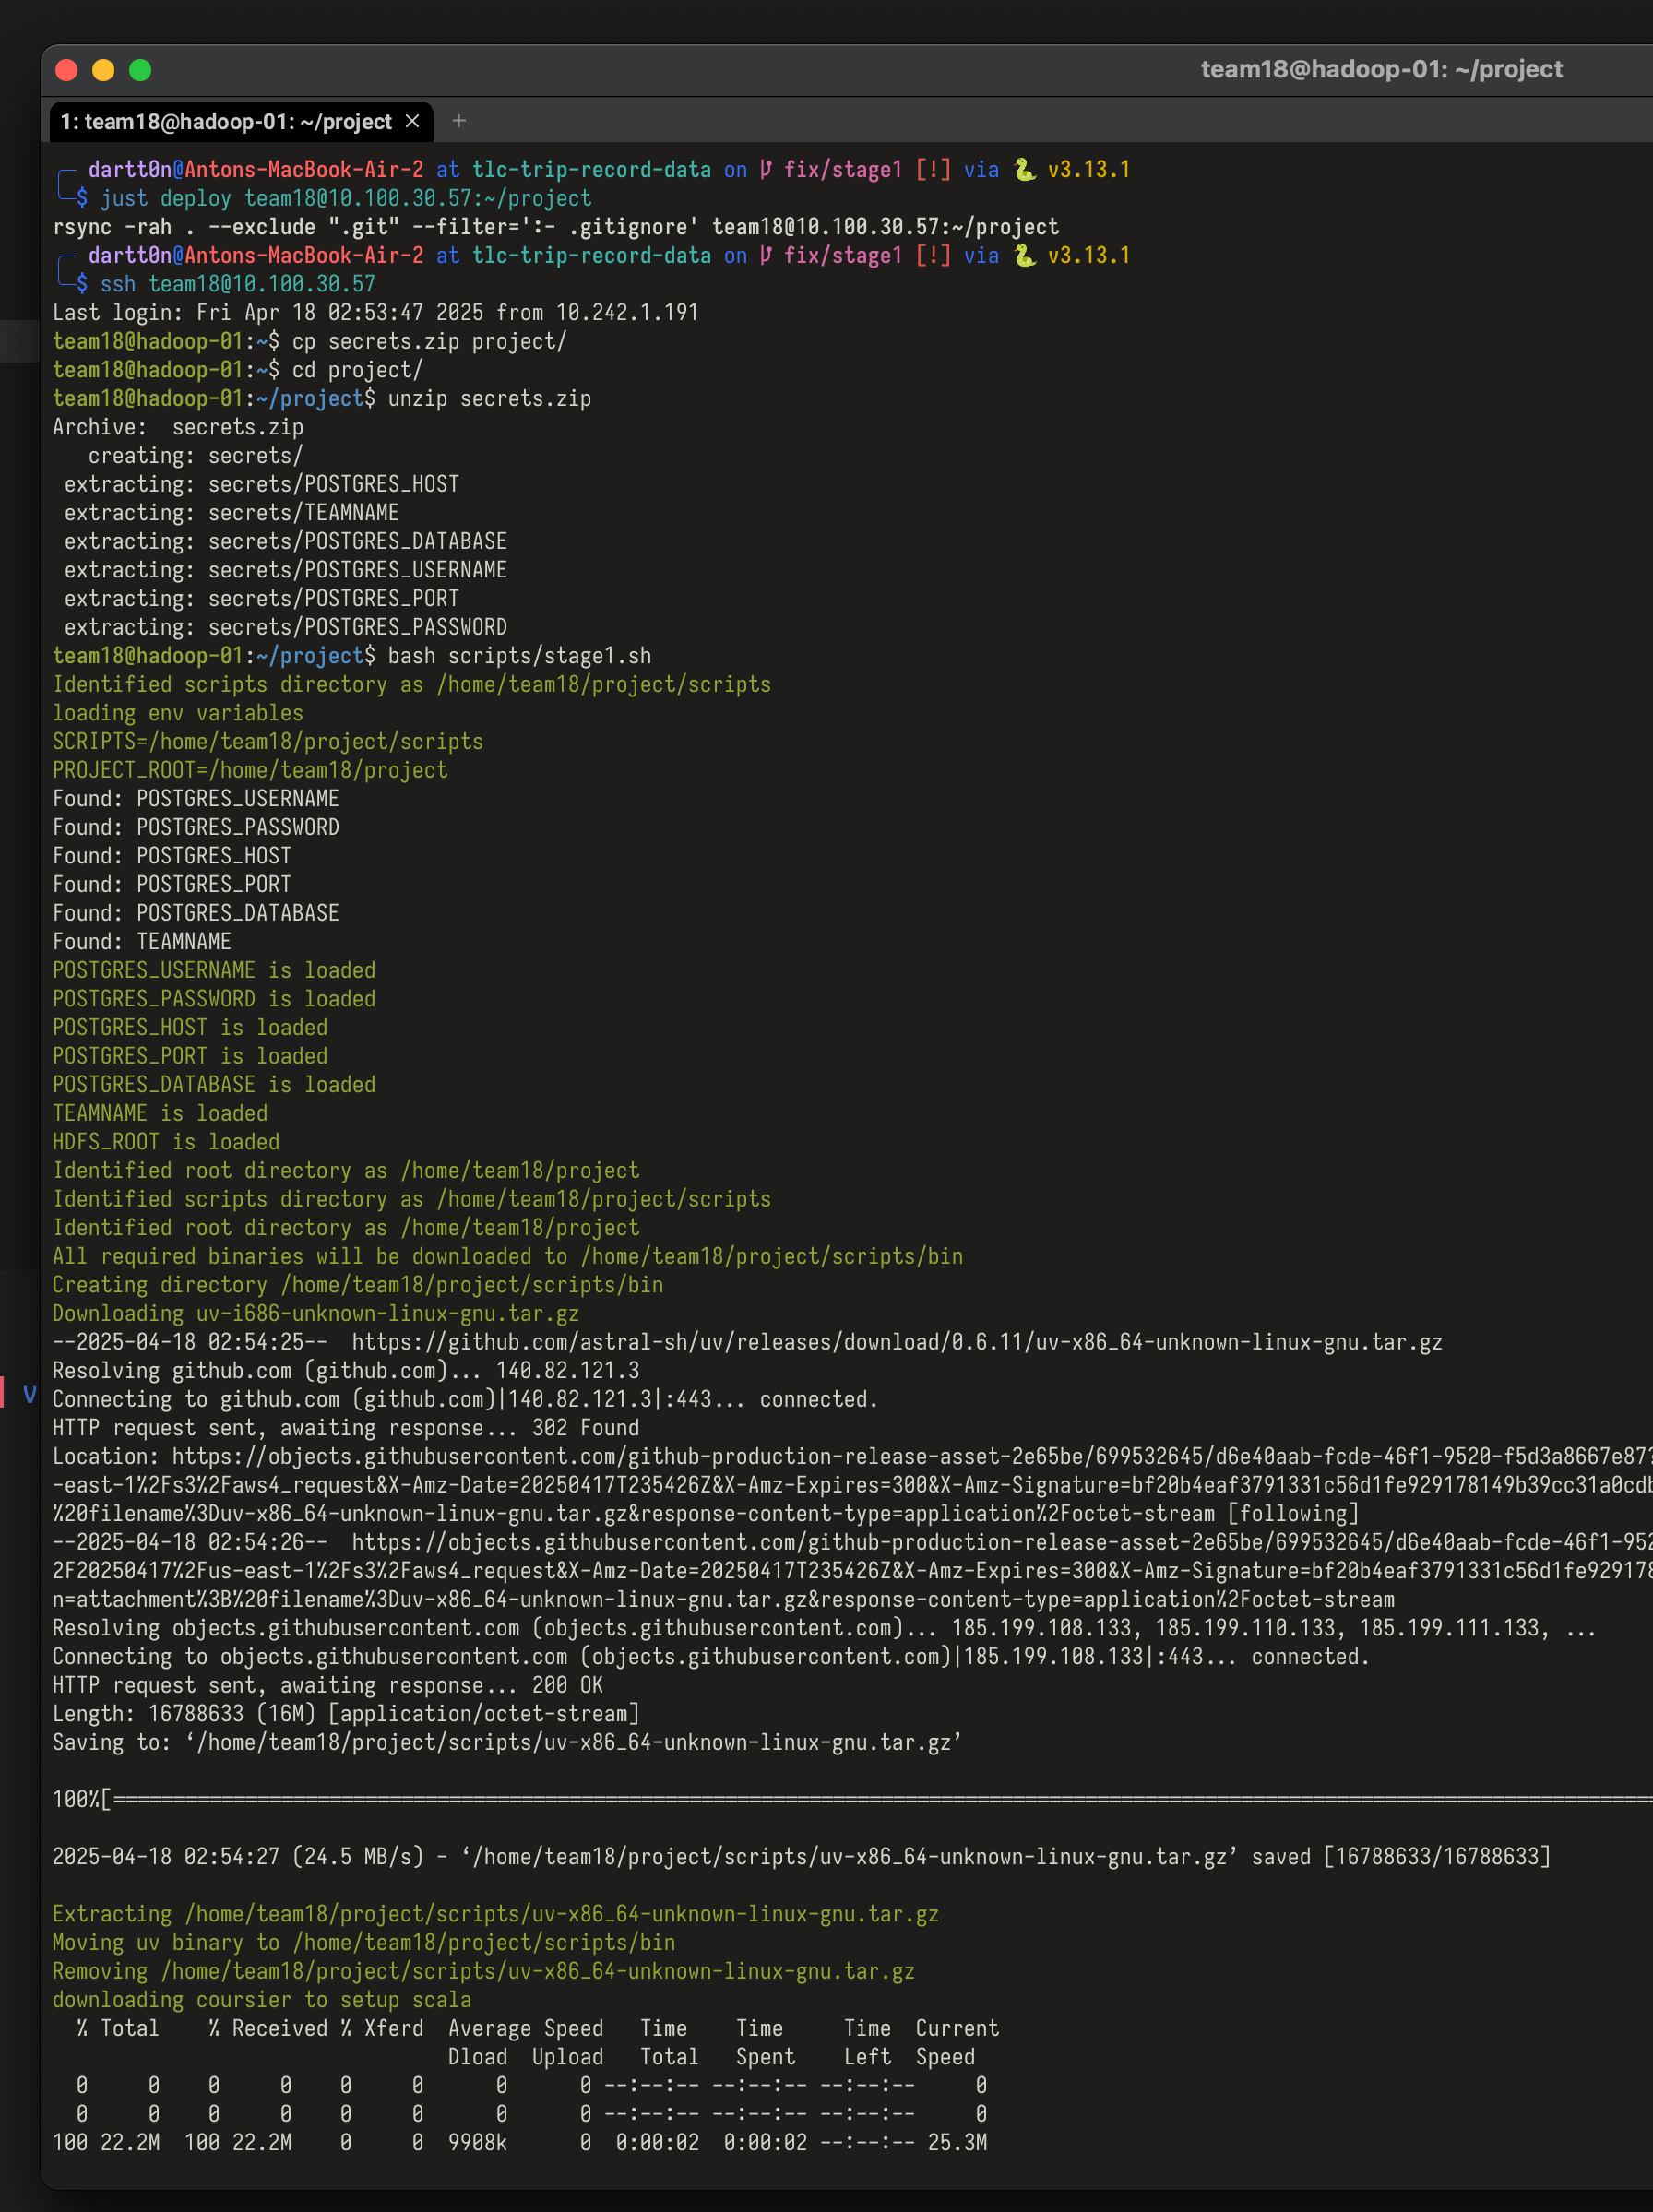 team18@hadoop-01: ~/project
1: team18@hadoop-01: ~/project × +
dartt0n@Antons-MacBook-Air-2 at tlc-trip-record-data on fix/stage1 [!] via 🐍 v3.13.1
$ just deploy team18@10.100.30.57:~/project
rsync -rah . --exclude ".git" --filter=':- .gitignore' team18@10.100.30.57:~/project
dartt0n@Antons-MacBook-Air-2 at tlc-trip-record-data on fix/stage1 [!] via 🐍 v3.13.1
$ ssh team18@10.100.30.57
Last login: Fri Apr 18 02:53:47 2025 from 10.242.1.191
team18@hadoop-01:~$ cp secrets.zip project/
team18@hadoop-01:~$ cd project/
team18@hadoop-01:~/project$ unzip secrets.zip
Archive:  secrets.zip
   creating: secrets/
 extracting: secrets/POSTGRES_HOST
 extracting: secrets/TEAMNAME
 extracting: secrets/POSTGRES_DATABASE
 extracting: secrets/POSTGRES_USERNAME
 extracting: secrets/POSTGRES_PORT
 extracting: secrets/POSTGRES_PASSWORD
team18@hadoop-01:~/project$ bash scripts/stage1.sh
Identified scripts directory as /home/team18/project/scripts
loading env variables
SCRIPTS=/home/team18/project/scripts
PROJECT_ROOT=/home/team18/project
Found: POSTGRES_USERNAME
Found: POSTGRES_PASSWORD
Found: POSTGRES_HOST
Found: POSTGRES_PORT
Found: POSTGRES_DATABASE
Found: TEAMNAME
POSTGRES_USERNAME is loaded
POSTGRES_PASSWORD is loaded
POSTGRES_HOST is loaded
POSTGRES_PORT is loaded
POSTGRES_DATABASE is loaded
TEAMNAME is loaded
HDFS_ROOT is loaded
Identified root directory as /home/team18/project
Identified scripts directory as /home/team18/project/scripts
Identified root directory as /home/team18/project
All required binaries will be downloaded to /home/team18/project/scripts/bin
Creating directory /home/team18/project/scripts/bin
Downloading uv-i686-unknown-linux-gnu.tar.gz
--2025-04-18 02:54:25--  https://github.com/astral-sh/uv/releases/download/0.6.11/uv-x86_64-unknown-linux-gnu.tar.gz
Resolving github.com (github.com)... 140.82.121.3
Connecting to github.com (github.com)|140.82.121.3|:443... connected.
HTTP request sent, awaiting response... 302 Found
Location: https://objects.githubusercontent.com/github-production-release-asset-2e65be/699532645/d6e40aab-fcde-46f1-9520-f5d3a8667e87
-east-1%2Fs3%2Faws4_request&X-Amz-Date=20250417T235426Z&X-Amz-Expires=300&X-Amz-Signature=bf20b4eaf3791331c56d1fe929178149b39cc31a0cdb
%20filename%3Duv-x86_64-unknown-linux-gnu.tar.gz&response-content-type=application%2Foctet-stream [following]
--2025-04-18 02:54:26--  https://objects.githubusercontent.com/github-production-release-asset-2e65be/699532645/d6e40aab-fcde-46f1-952
2F20250417%2Fus-east-1%2Fs3%2Faws4_request&X-Amz-Date=20250417T235426Z&X-Amz-Expires=300&X-Amz-Signature=bf20b4eaf3791331c56d1fe929178
n=attachment%3B%20filename%3Duv-x86_64-unknown-linux-gnu.tar.gz&response-content-type=application%2Foctet-stream
Resolving objects.githubusercontent.com (objects.githubusercontent.com)... 185.199.108.133, 185.199.110.133, 185.199.111.133, ...
Connecting to objects.githubusercontent.com (objects.githubusercontent.com)|185.199.108.133|:443... connected.
HTTP request sent, awaiting response... 200 OK
Length: 16788633 (16M) [application/octet-stream]
Saving to: ‘/home/team18/project/scripts/uv-x86_64-unknown-linux-gnu.tar.gz’
100%[=====================================================================================================
2025-04-18 02:54:27 (24.5 MB/s) - ‘/home/team18/project/scripts/uv-x86_64-unknown-linux-gnu.tar.gz’ saved [16788633/16788633]
Extracting /home/team18/project/scripts/uv-x86_64-unknown-linux-gnu.tar.gz
Moving uv binary to /home/team18/project/scripts/bin
Removing /home/team18/project/scripts/uv-x86_64-unknown-linux-gnu.tar.gz
downloading coursier to setup scala
  % Total    % Received % Xferd  Average Speed   Time    Time     Time  Current
                                 Dload  Upload   Total   Spent    Left  Speed
  0     0    0     0    0     0      0      0 --:--:-- --:--:-- --:--:--     0
  0     0    0     0    0     0      0      0 --:--:-- --:--:-- --:--:--     0
100 22.2M  100 22.2M    0     0  9908k      0  0:00:02  0:00:02 --:--:-- 25.3M